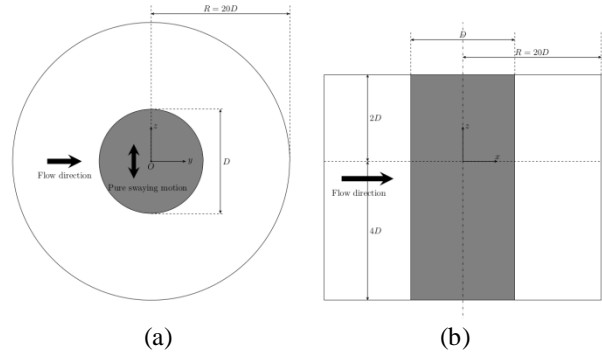 R = 20D
z
y
O
D
Flow direction
Pure swaying motion
(a)
D
R = 20D
2D
z
x
Flow direction
4D
(b)